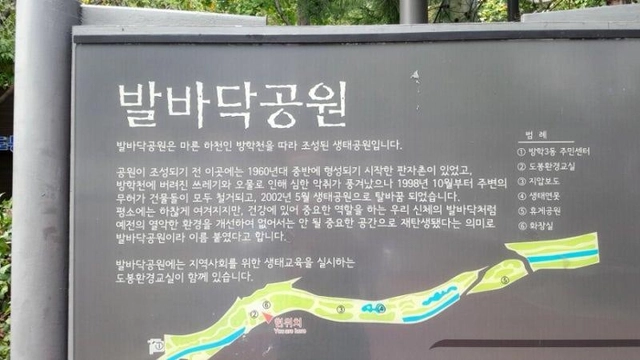 발바닥공원
발바닥공원은 마른 하천인 방학천을 따라 조성된 생태공원입니다.
공원이 조성되기 전 이곳에는 1960년대 중반에 형성되기 시작한 판자촌이 있었고,
방학천에 버려진 쓰레기와 오물로 인해 심한 악취가 풍겨났으나 1998년 10월부터 주변의
무허가 건물들이 모두 철거되고, 2002년 5월 생태공원으로 탈바꿈 되었습니다.
평소에는 하찮게 여겨지지만, 건강에 있어 중요한 역할을 하는 우리 신체의 발바닥처럼
예전의 열악한 환경을 개선하여 없어서는 안 될 중요한 공간으로 재탄생됐다는 의미로
발바닥공원이라 이름 붙였다고 합니다.
발바닥공원에는 지역사회를 위한 생태교육을 실시하는
도봉환경교실이 함께 있습니다.
범 례
① 방학3동 주민센터
② 도봉환경교실
③ 지압보도
④ 생태연못
⑤ 휴게공원
⑥ 화장실
⑥
②
현위치
You are here
③
④
⑤
①